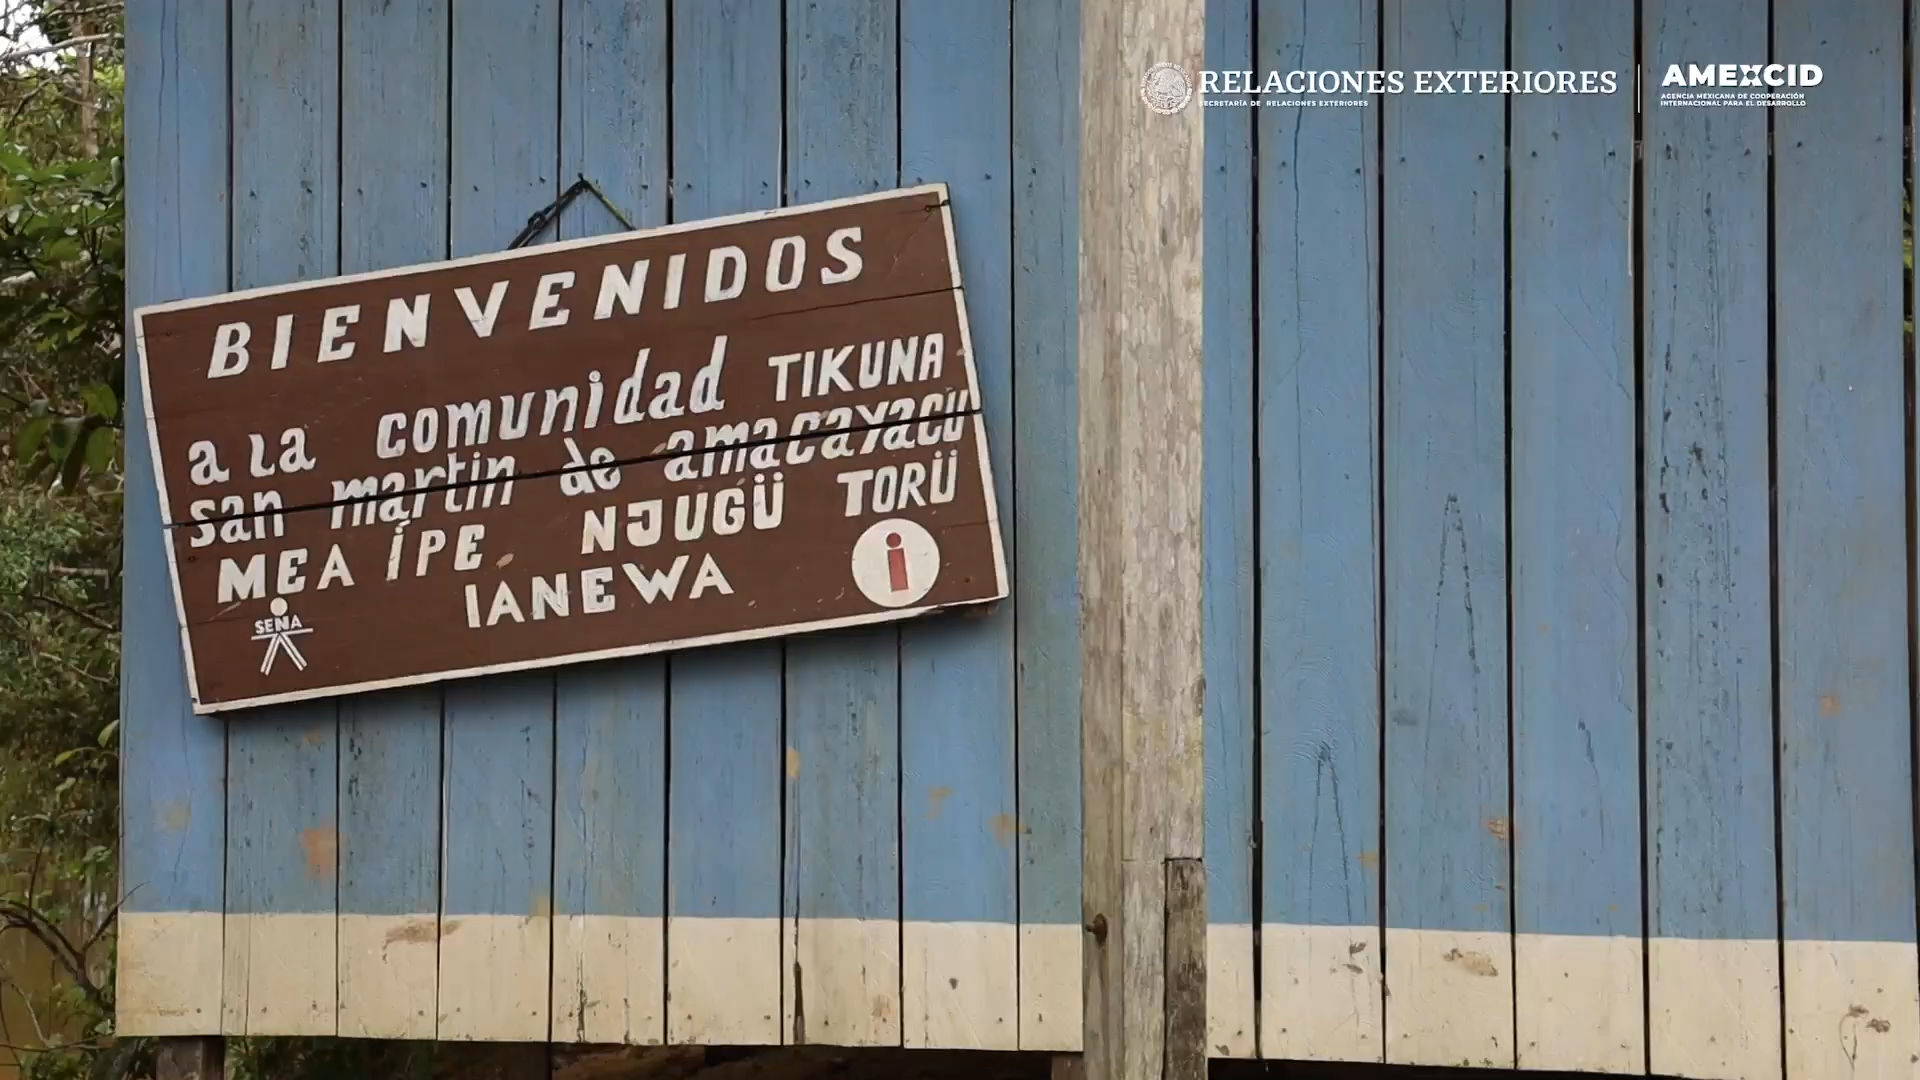 RELACIONES EXTERIORES
SECRETARÍA DE RELACIONES EXTERIORES
AMEXCID
AGENCIA MEXICANA DE COOPERACIÓN
INTERNACIONAL PARA EL DESARROLLO
BIENVENIDOS
a La comunidad TIKUNA
san martin de amacayacu
MEA ÍPE NJUGÜ TORÜ
IANEWA
SENA
i